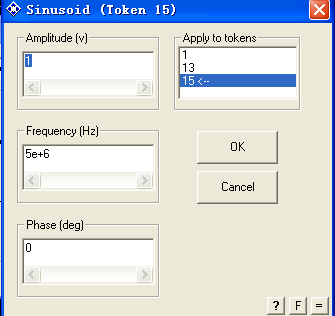 Sinusoid (Token 15)
Amplitude (v)
1
Apply to tokens
1
13
15 <--
Frequency (Hz)
5e+6
OK
Cancel
Phase (deg)
0
? F =